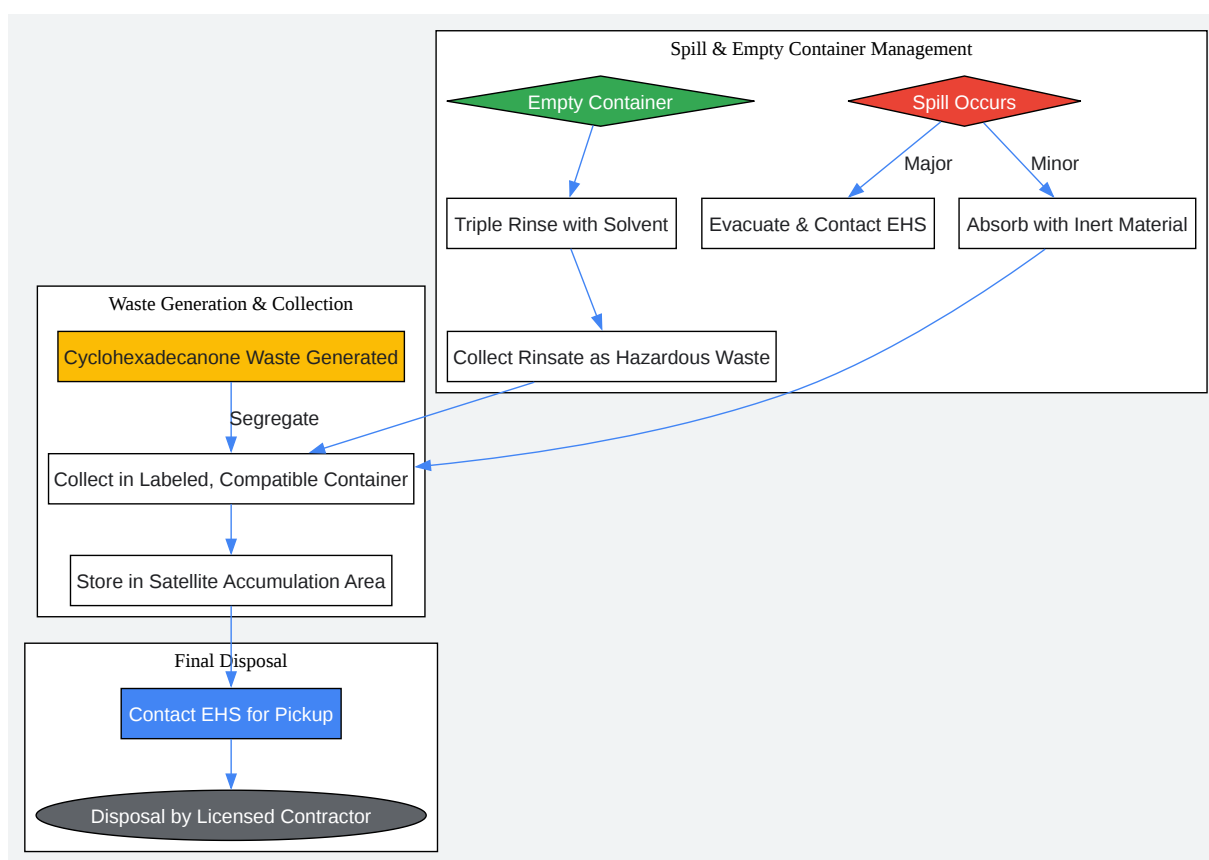 Spill & Empty Container Management
Empty Container
Spill Occurs
Major
Minor
Triple Rinse with Solvent
Evacuate & Contact EHS
Absorb with Inert Material
Waste Generation & Collection
Cyclohexadecanone Waste Generated
Collect Rinsate as Hazardous Waste
Segregate
Collect in Labeled, Compatible Container
Store in Satellite Accumulation Area
Final Disposal
Contact EHS for Pickup
Disposal by Licensed Contractor